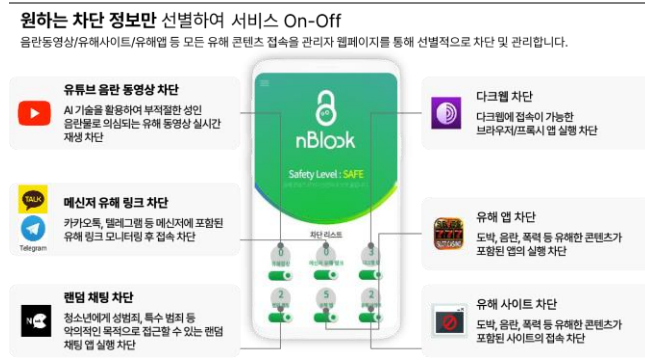 원하는 차단 정보만 선별하여 서비스 On-Off
음란동영상/유해사이트/유해앱 등 모든 유해 콘텐츠 접속을 관리자 웹페이지를 통해 선별적으로 차단 및 관리합니다.
유튜브 음란 동영상 차단
AI 기술을 활용하여 부적절한 성인
음란물로 의심되는 유해 동영상 실시간
재생 차단
TALK
Telegram
메신저 유해 링크 차단
카카오톡, 텔레그램 등 메신저에 포함된
유해 링크 모니터링 후 접속 차단
랜덤 채팅 차단
청소년에게 성범죄, 특수 범죄 등
악의적인 목적으로 접근할 수 있는 랜덤
채팅 앱 실행 차단
nBlock
Safety Level : SAFE
차단 리스트
0
0
3
2
5
2
다크웹 차단
다크웹에 접속이 가능한
브라우저/프록시 앱 실행 차단
777
유해 앱 차단
도박, 음란, 폭력 등 유해한 콘텐츠가
포함된 앱의 실행 차단
유해 사이트 차단
도박, 음란, 폭력 등 유해한 콘텐츠가
포함된 사이트의 접속 차단